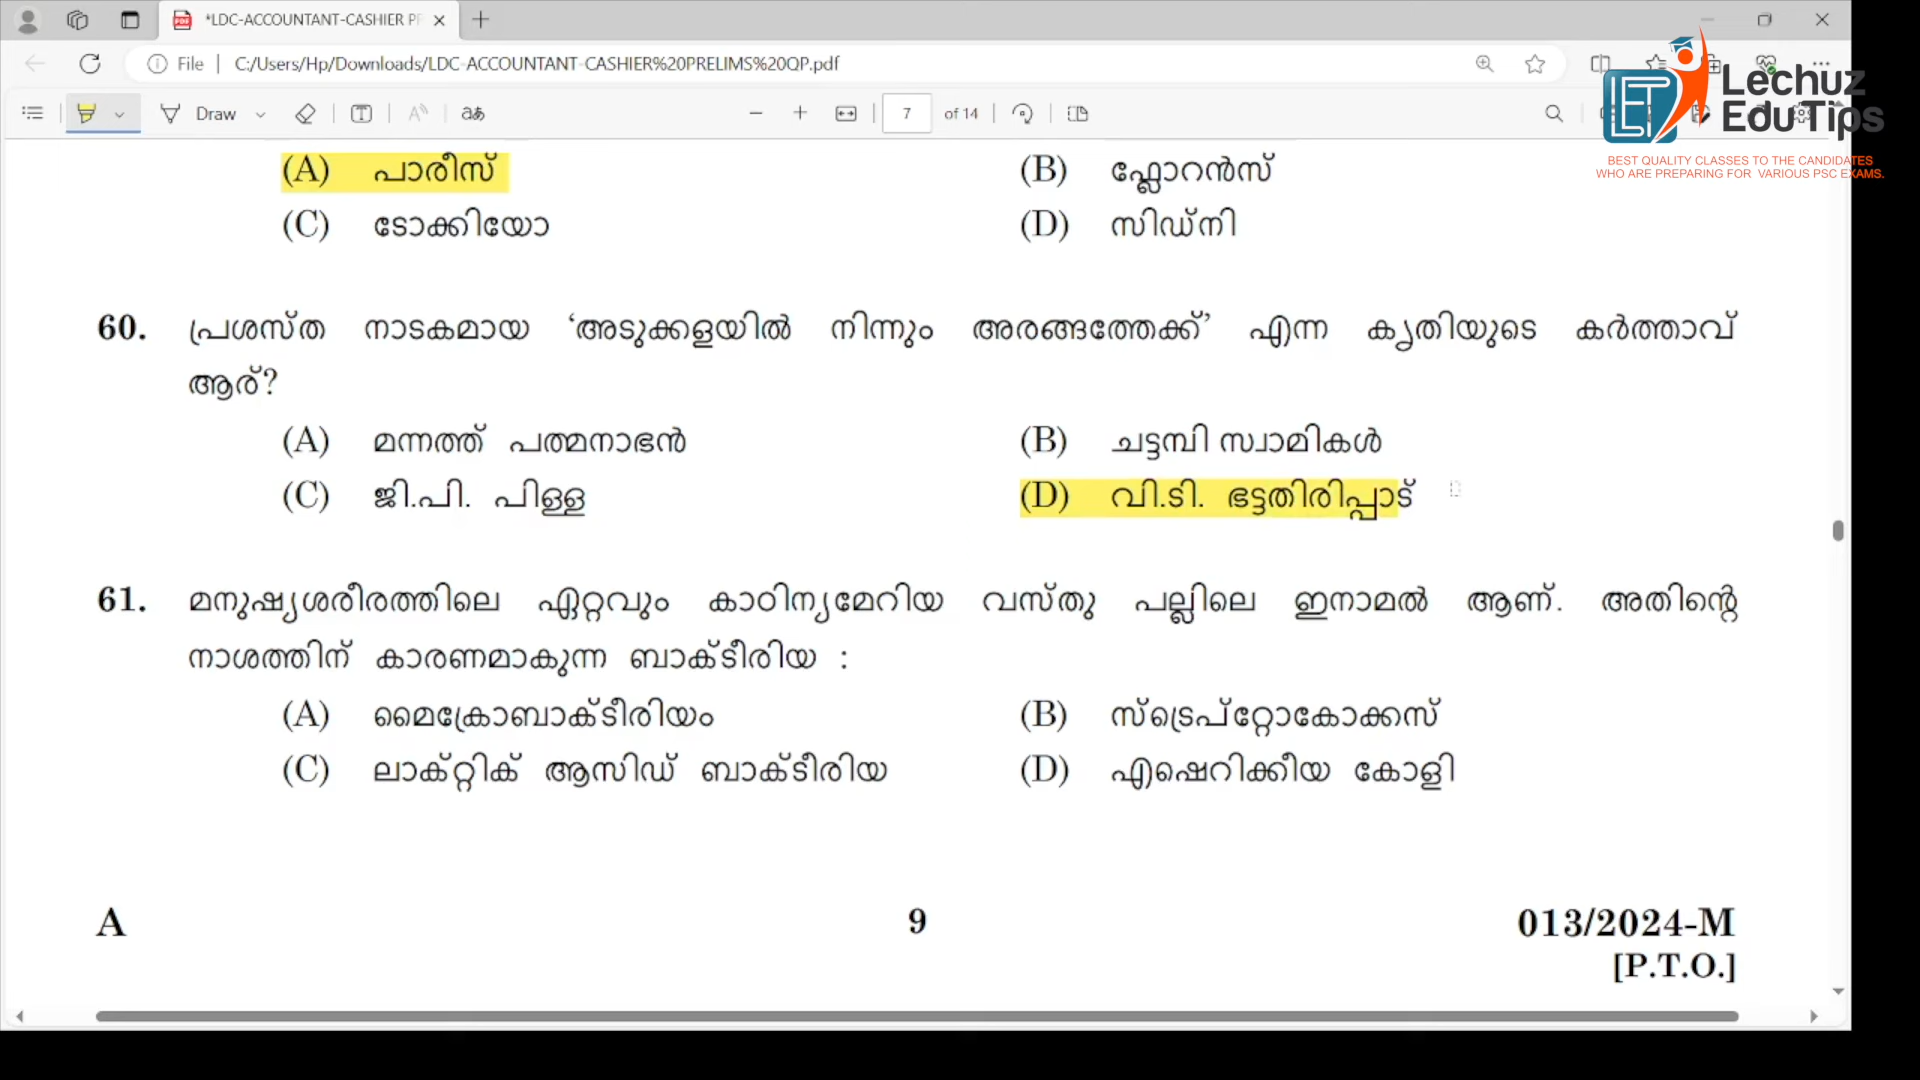 *LDC-ACCOUNTANT-CASHIER PR
File
C:/Users/Hp/Downloads/LDC-ACCOUNTANT-CASHIER%20PRELIMS%20QP.pdf
Draw
aあ
7 of 14
Lechuz
EduTips
BEST QUALITY CLASSES TO THE CANDIDATES
WHO ARE PREPARING FOR VARIOUS PSC EXAMS.
(A) പാരീസ് (B) ഫ്ലോറൻസ്
(C) ടോക്കിയോ (D) സിഡ്നി
60. പ്രശസ്ത നാടകമായ ‘അടുക്കളയിൽ നിന്നും അരങ്ങത്തേക്ക്’ എന്ന കൃതിയുടെ കർത്താവ്
ആര്?
(A) മന്നത്ത് പത്മനാഭൻ (B) ചട്ടമ്പി സ്വാമികൾ
(C) ജി.പി. പിള്ള (D) വി.ടി. ഭട്ടതിരിപ്പാട്
61. മനുഷ്യശരീരത്തിലെ ഏറ്റവും കാഠിന്യമേറിയ വസ്തു പല്ലിലെ ഇനാമൽ ആണ്. അതിന്റെ
നാശത്തിന് കാരണമാകുന്ന ബാക്ടീരിയ :
(A) മൈക്രോബാക്ടീരിയം (B) സ്ട്രെപ്റ്റോകോക്കസ്
(C) ലാക്റ്റിക് ആസിഡ് ബാക്ടീരിയ (D) എഷെറിക്കീയ കോളി
A 9 013/2024-M
[P.T.O.]